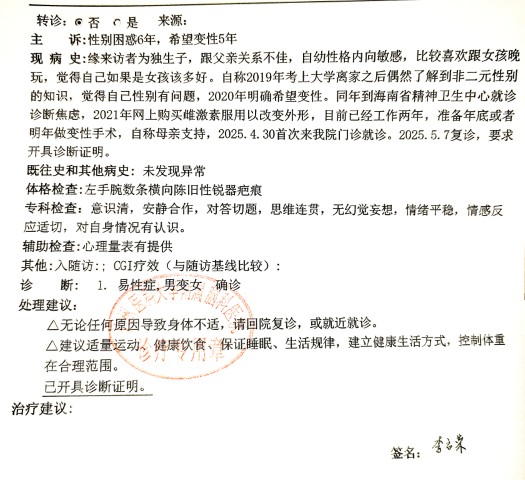 转诊: ⦿ 否 ○ 是 来源:
主 诉:性别困惑6年，希望变性5年
现 病 史:缘来访者为独生子，跟父亲关系不佳，自幼性格内向敏感，比较喜欢跟女孩晚
玩，觉得自己如果是女孩该多好。自称2019年考上大学离家之后偶然了解到非二元性别
的知识，觉得自己性别有问题，2020年明确希望变性。同年到海南省精神卫生中心就诊
诊断焦虑，2021年网上购买雌激素服用以改变外形，目前已经工作两年，准备年底或者
明年做变性手术，自称母亲支持，2025.4.30首次来我院门诊就诊。2025.5.7复诊，要求
开具诊断证明。
既往史和其他病史: 未发现异常
体格检查:左手腕数条横向陈旧性锐器疤痕
专科检查: 意识清，安静合作，对答切题，思维连贯，无幻觉妄想，情绪平稳，情感反
应适切，对自身情况有认识。
辅助检查:心理量表有提供
其他:入随访:; CGI疗效（与随访基线比较）:
诊 断: 1. 易性症,男变女 确诊
处理建议:
△无论任何原因导致身体不适，请回院复诊，或就近就诊。
△建议适量运动、健康饮食、保证睡眠、生活规律，建立健康生活方式，控制体重
在合理范围。
已开具诊断证明。
治疗建议:
签名: